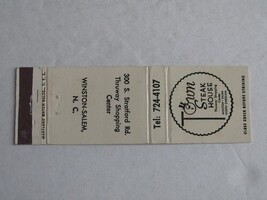 Town
STEAK
HOUSE
Tel: 724-4107
300 S. Stratford Rd.
Thruway Shopping
Center
WINSTON-SALEM,
N. C.